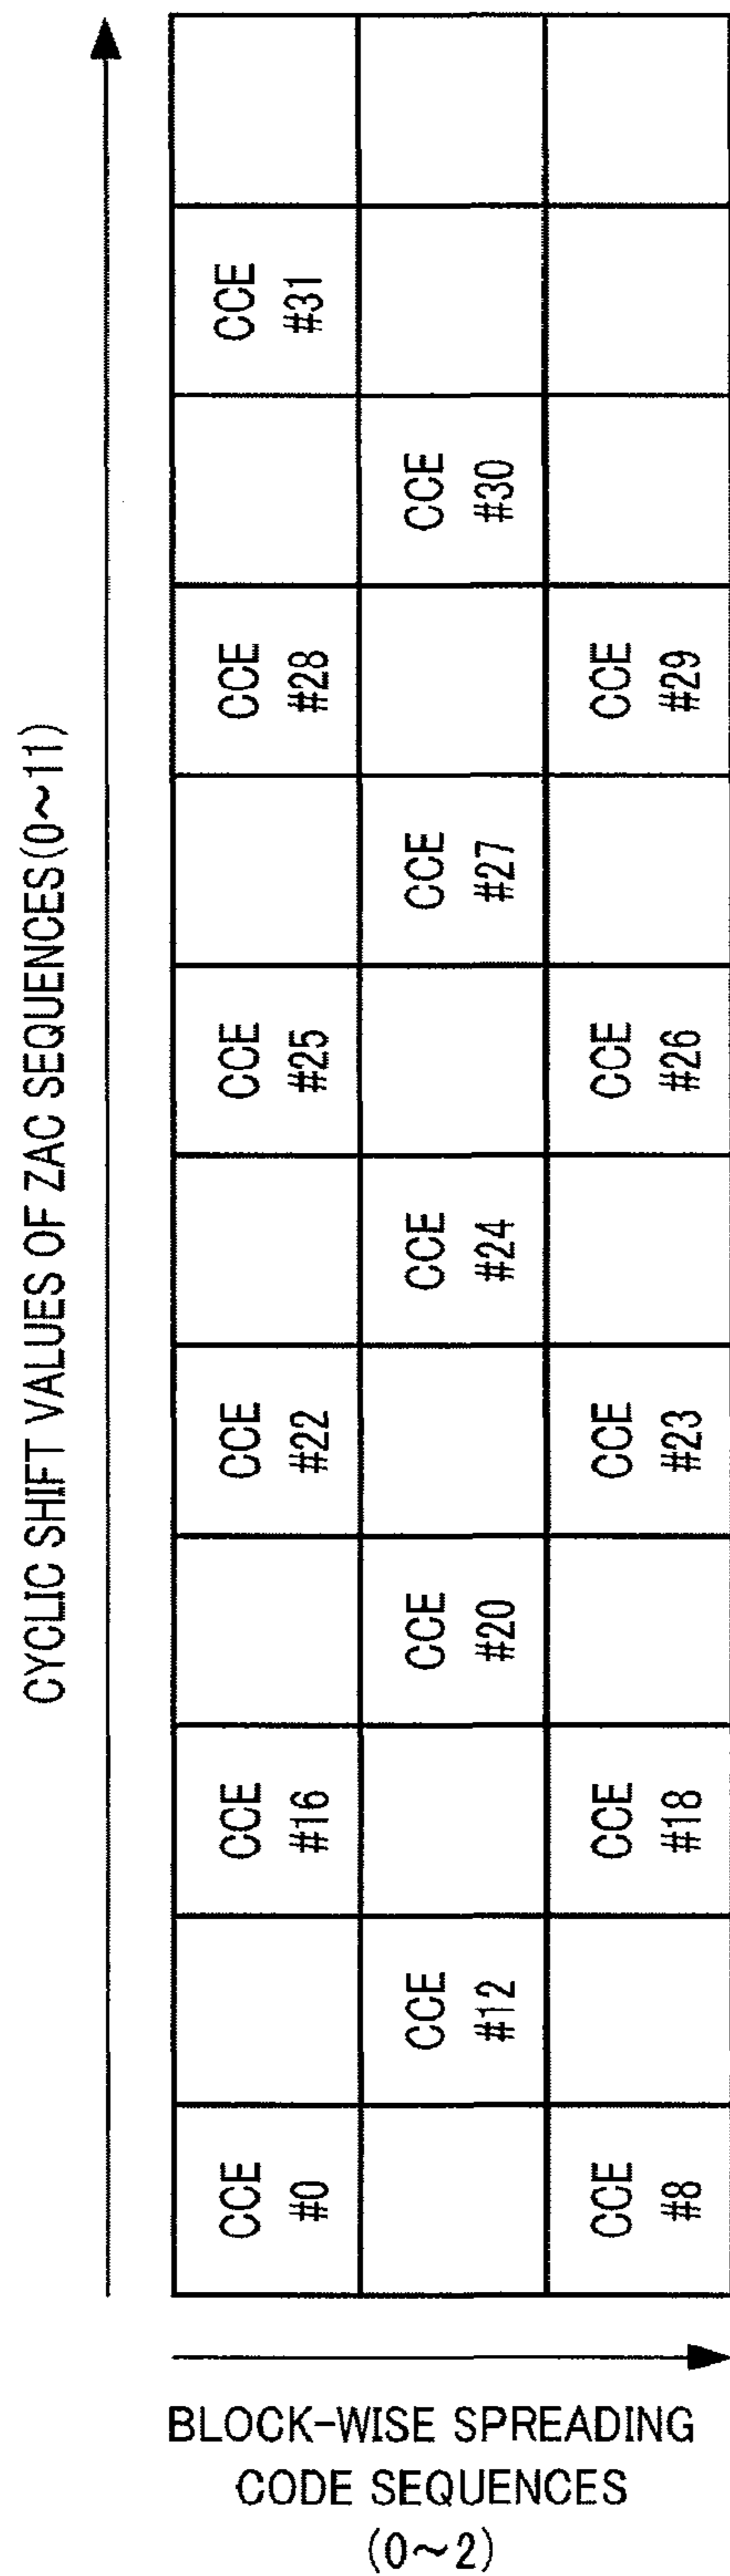 CYCLIC SHIFT VALUES OF ZAC SEQUENCES(0~11)
CCE
#31
CCE
#30
CCE
#28
CCE
#29
CCE
#27
CCE
#25
CCE
#26
CCE
#24
CCE
#22
CCE
#23
CCE
#20
CCE
#16
CCE
#18
CCE
#12
CCE
#0
CCE
#8
BLOCK-WISE SPREADING
CODE SEQUENCES
(0~2)